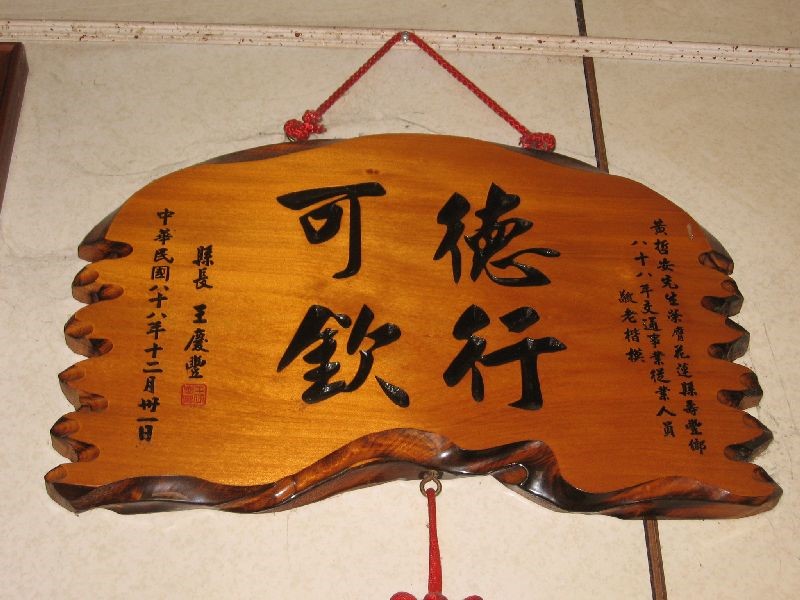 黃哲安先生榮膺花蓮縣壽豐鄉
八十八年交通事業從業人員
敬老楷模
德行
可欽
縣長 王慶豐
中華民國八十八年十二月卅一日